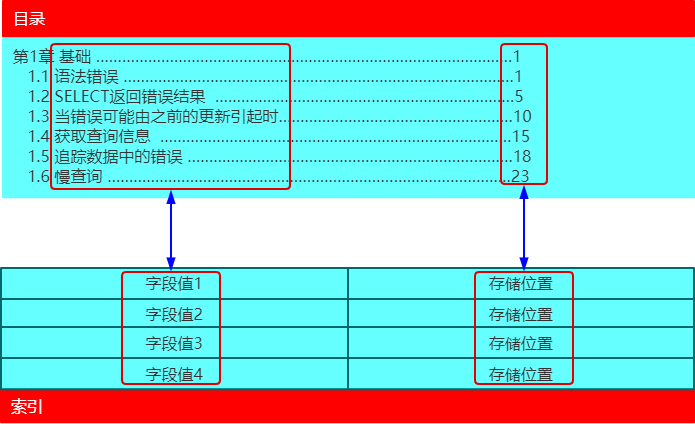 目录
第1章 基础 ........................................................................................................1
1.1 语法错误 .................................................................................................1
1.2 SELECT返回错误结果 .........................................................................5
1.3 当错误可能由之前的更新引起时..........................................................10
1.4 获取查询信息 .......................................................................................15
1.5 追踪数据中的错误 ................................................................................18
1.6 慢查询 ....................................................................................................23
字段值1 存储位置
字段值2 存储位置
字段值3 存储位置
字段值4 存储位置
索引